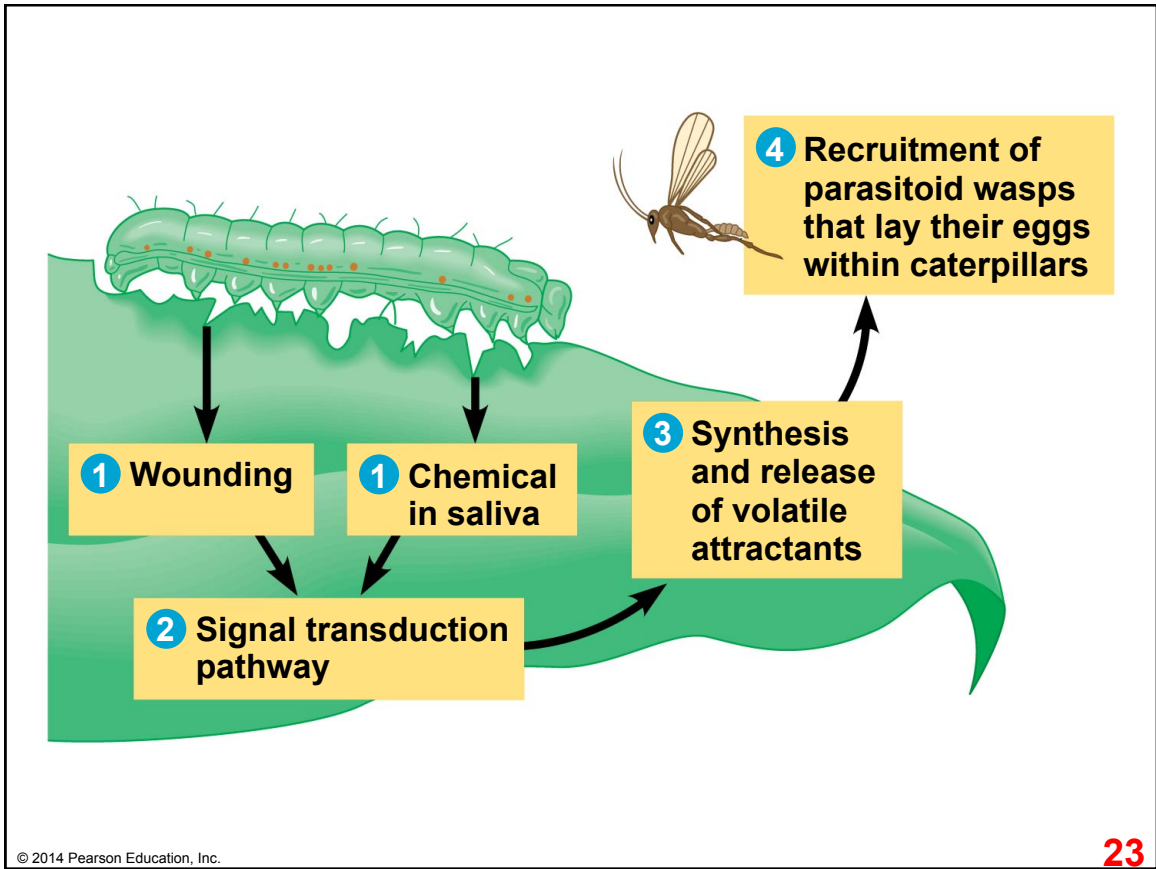 4 Recruitment of
parasitoid wasps
that lay their eggs
within caterpillars
1 Wounding
1 Chemical
in saliva
3 Synthesis
and release
of volatile
attractants
2 Signal transduction
pathway
© 2014 Pearson Education, Inc.
23